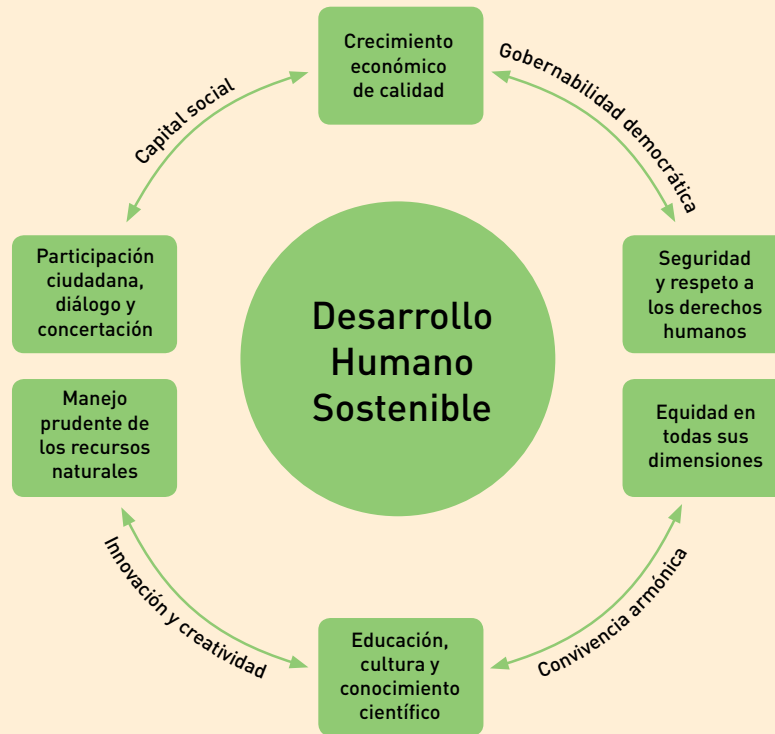 Crecimiento
económico
de calidad
Capital social
Gobernabilidad democrática
Participación
ciudadana,
diálogo y
concertación
Seguridad
y respeto a
los derechos
humanos
Desarrollo
Humano
Sostenible
Manejo
prudente de
los recursos
naturales
Equidad en
todas sus
dimensiones
Innovación y creatividad
Convivencia armónica
Educación,
cultura y
conocimiento
científico